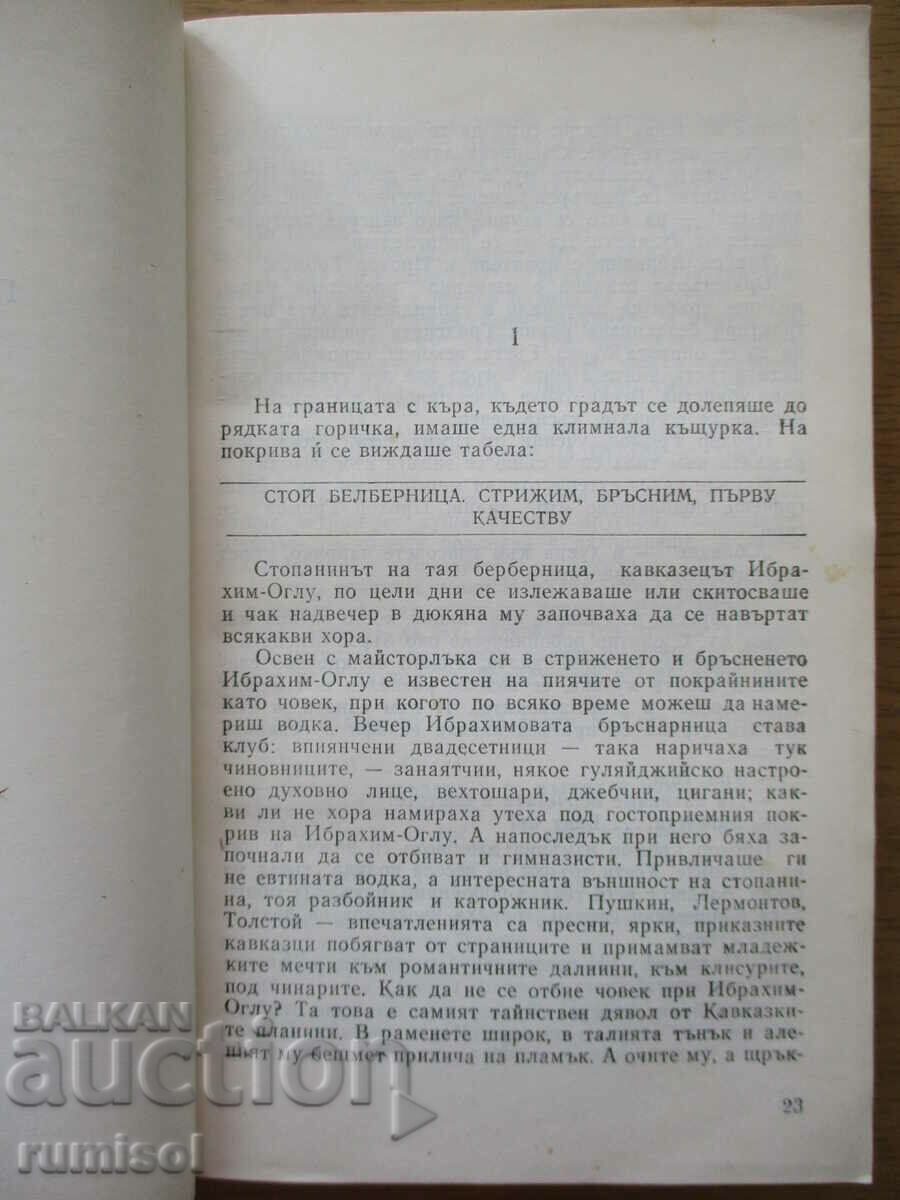 1
На границата с къра, където градът се долепяше до
рядката горичка, имаше една климнала къщурка. На
покрива ѝ се виждаше табела:
СТОЙ БЕЛБЕРНИЦА. СТРИЖИМ, БРЪСНИМ, ПЪРВУ
КАЧЕСТВУ
Стопанинът на тая берберница, кавказецът Ибра-
хим-Оглу, по цели дни се излежаваше или скитосваше
и чак надвечер в дюкяна му започваха да се навъртат
всякакви хора.
Освен с майсторлъка си в стриженето и бръсненето
Ибрахим-Оглу е известен на пиячите от покрайнините
като човек, при когото по всяко време можеш да наме-
риш водка. Вечер Ибрахимовата бръснарница става
клуб: впиянчени двадесетници — така наричаха тук
чиновниците, — занаятчии, някое гуляйджийско настро-
ено духовно лице, вехтошари, джебчии, цигани; как-
ви ли не хора намираха утеха под гостоприемния пок-
рив на Ибрахим-Оглу. А напоследък при него бяха за-
почнали да се отбиват и гимназисти. Привличаше ги
не евтината водка, а интересната външност на стопани-
на, тоя разбойник и каторжник. Пушкин, Лермонтов,
Толстой — впечатленията са пресни, ярки, приказните
кавказци побягват от страниците и примамват младеж-
ките мечти към романтичните далнини, към клисурите,
под чинарите. Как да не се отбие човек при Ибрахим-
Оглу? Та това е самият тайнствен дявол от Кавказки-
те планини. В раменете широк, в талията тънък и але-
ният му бешмет прилича на пламък. А очите му, а щрък-
23
BALKAN
auction
rumisol